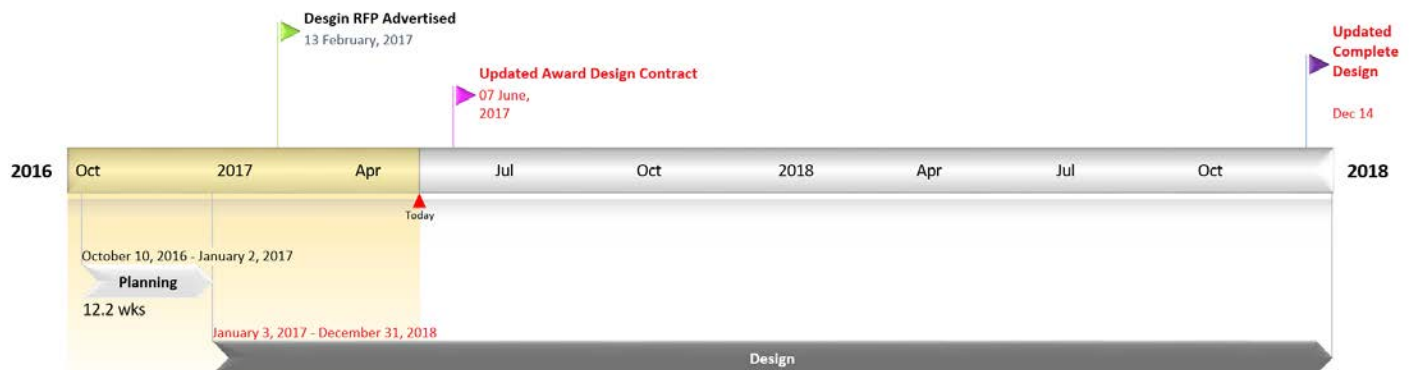 Desgin RFP Advertised
13 February, 2017
Updated Award Design Contract
07 June,
2017
Updated
Complete
Design
Dec 14
2016 Oct 2017 Apr Jul Oct 2018 Apr Jul Oct 2018
Today
October 10, 2016 - January 2, 2017
Planning
12.2 wks
January 3, 2017 - December 31, 2018
Design